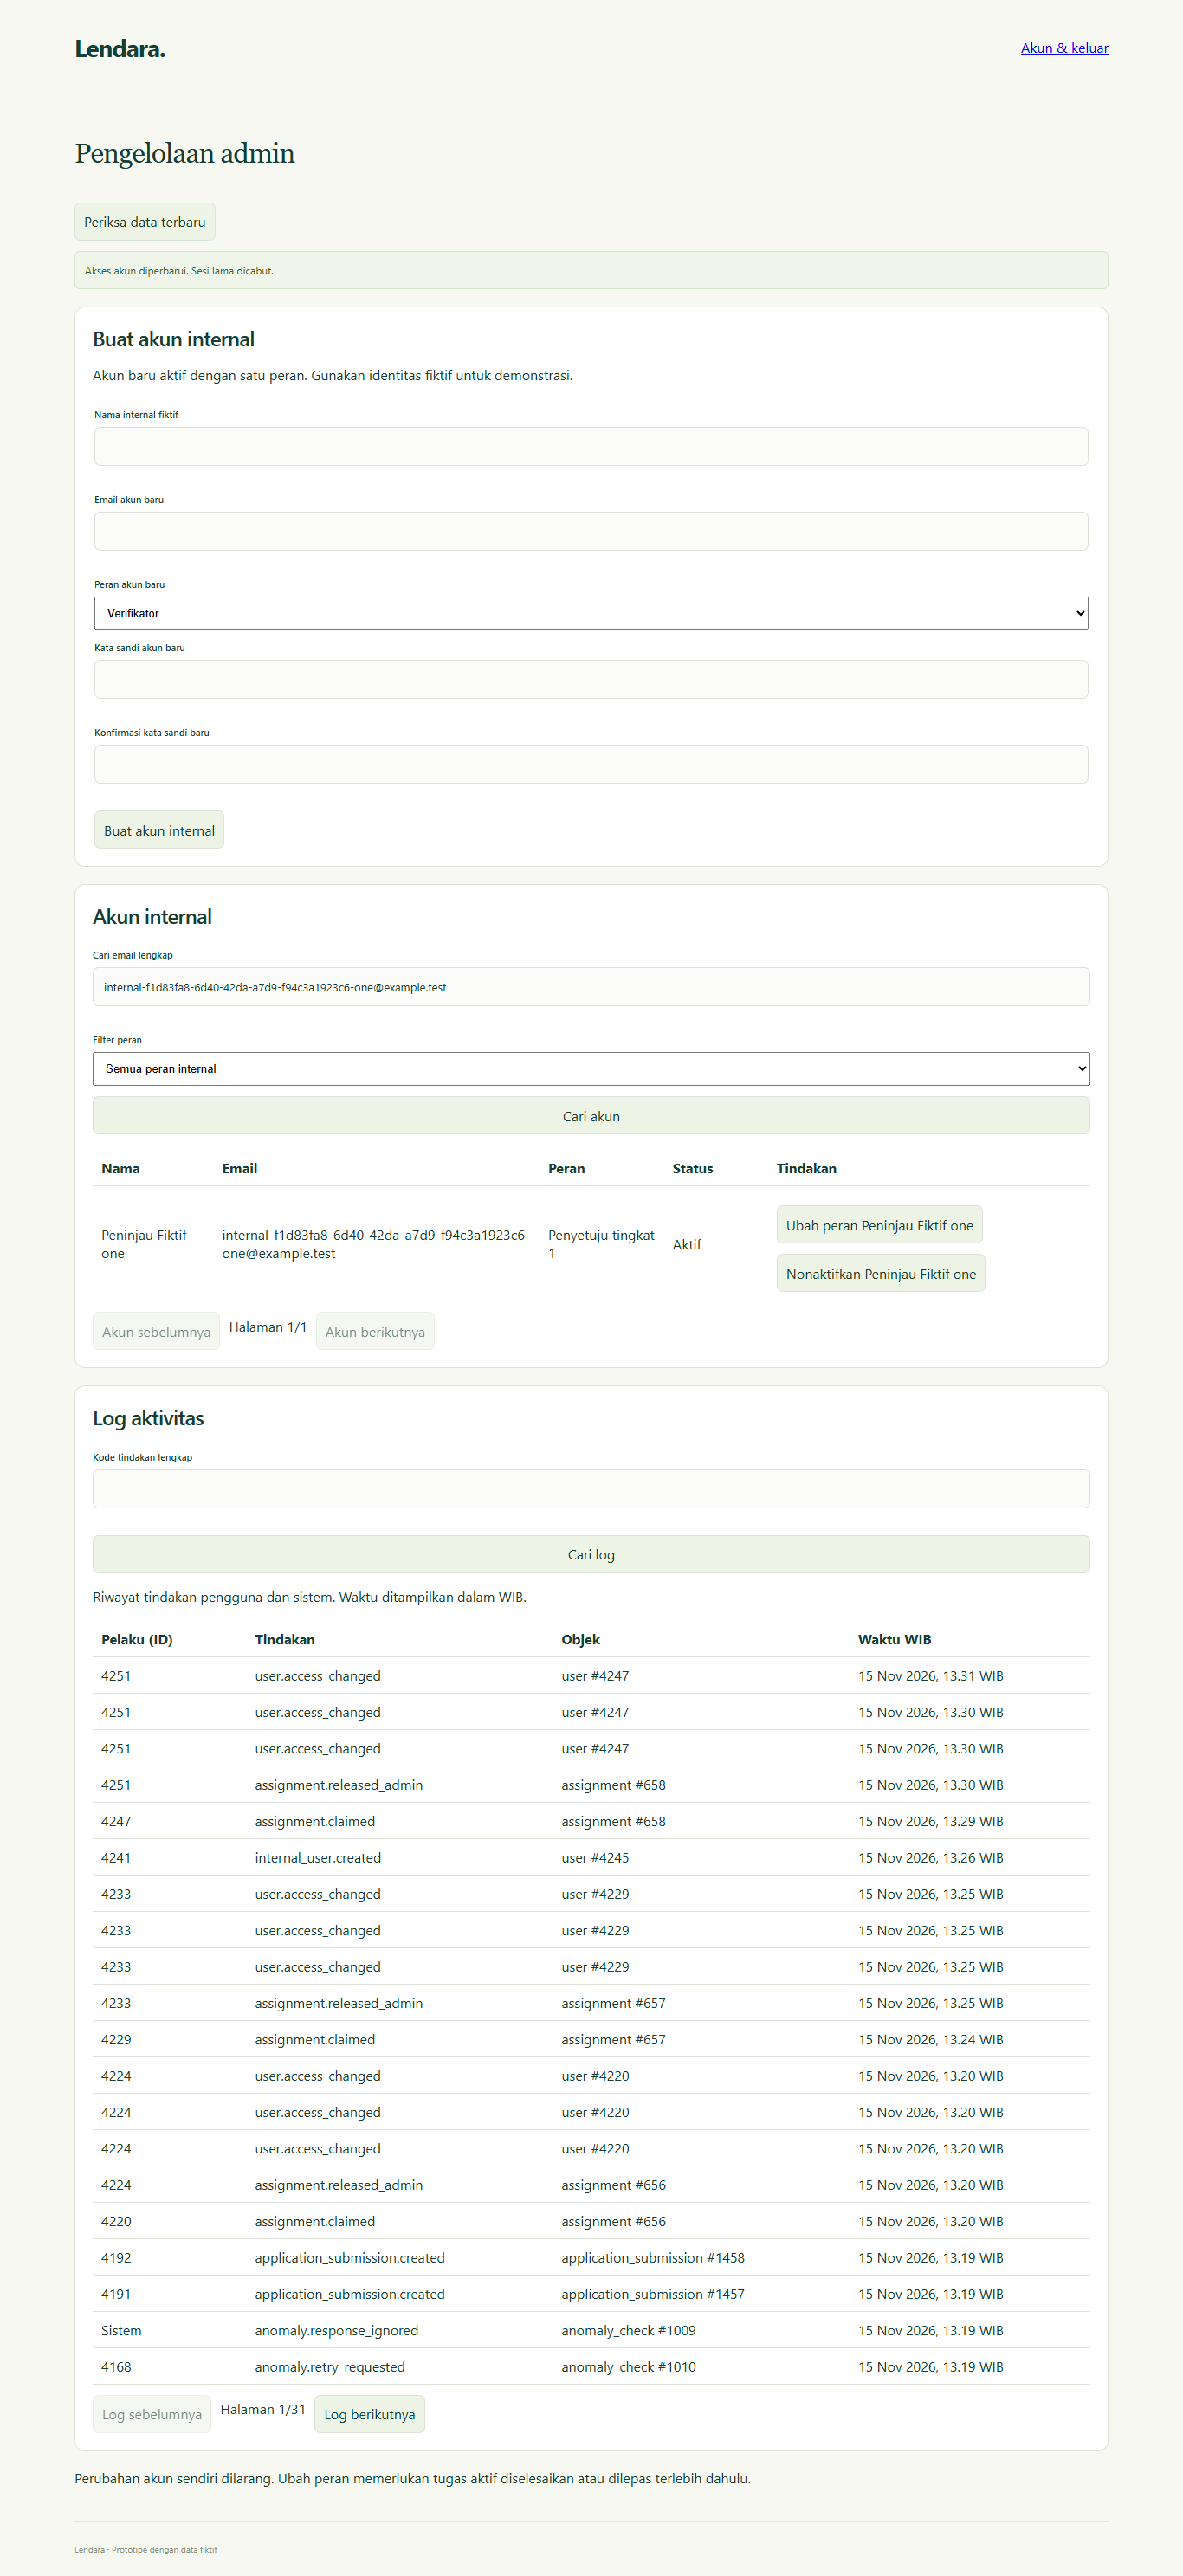 Lendara.
Akun & keluar
Pengelolaan admin
Periksa data terbaru
Akses akun diperbarui. Sesi lama dicabut.
Buat akun internal
Akun baru aktif dengan satu peran. Gunakan identitas fiktif untuk demonstrasi.
Nama internal fiktif
Email akun baru
Peran akun baru
Verifikator
Kata sandi akun baru
Konfirmasi kata sandi baru
Buat akun internal
Akun internal
Cari email lengkap
internal-f1d83fa8-6d40-42da-a7d9-f94c3a1923c6-one@example.test
Filter peran
Semua peran internal
Cari akun
Nama Email Peran Status Tindakan
Peninjau Fiktif one internal-f1d83fa8-6d40-42da-a7d9-f94c3a1923c6-one@example.test Penyetuju tingkat 1 Aktif
Ubah peran Peninjau Fiktif one
Nonaktifkan Peninjau Fiktif one
Akun sebelumnya Halaman 1/1 Akun berikutnya
Log aktivitas
Kode tindakan lengkap
Cari log
Riwayat tindakan pengguna dan sistem. Waktu ditampilkan dalam WIB.
Pelaku (ID) Tindakan Objek Waktu WIB
4251 user.access_changed user #4247 15 Nov 2026, 13.31 WIB
4251 user.access_changed user #4247 15 Nov 2026, 13.30 WIB
4251 user.access_changed user #4247 15 Nov 2026, 13.30 WIB
4251 assignment.released_admin assignment #658 15 Nov 2026, 13.30 WIB
4247 assignment.claimed assignment #658 15 Nov 2026, 13.29 WIB
4241 internal_user.created user #4245 15 Nov 2026, 13.26 WIB
4233 user.access_changed user #4229 15 Nov 2026, 13.25 WIB
4233 user.access_changed user #4229 15 Nov 2026, 13.25 WIB
4233 user.access_changed user #4229 15 Nov 2026, 13.25 WIB
4233 assignment.released_admin assignment #657 15 Nov 2026, 13.25 WIB
4229 assignment.claimed assignment #657 15 Nov 2026, 13.24 WIB
4224 user.access_changed user #4220 15 Nov 2026, 13.20 WIB
4224 user.access_changed user #4220 15 Nov 2026, 13.20 WIB
4224 user.access_changed user #4220 15 Nov 2026, 13.20 WIB
4224 assignment.released_admin assignment #656 15 Nov 2026, 13.20 WIB
4220 assignment.claimed assignment #656 15 Nov 2026, 13.20 WIB
4192 application_submission.created application_submission #1458 15 Nov 2026, 13.19 WIB
4191 application_submission.created application_submission #1457 15 Nov 2026, 13.19 WIB
Sistem anomaly.response_ignored anomaly_check #1009 15 Nov 2026, 13.19 WIB
4168 anomaly.retry_requested anomaly_check #1010 15 Nov 2026, 13.19 WIB
Log sebelumnya Halaman 1/31 Log berikutnya
Perubahan akun sendiri dilarang. Ubah peran memerlukan tugas aktif diselesaikan atau dilepas terlebih dahulu.
Lendara · Prototipe dengan data fiktif